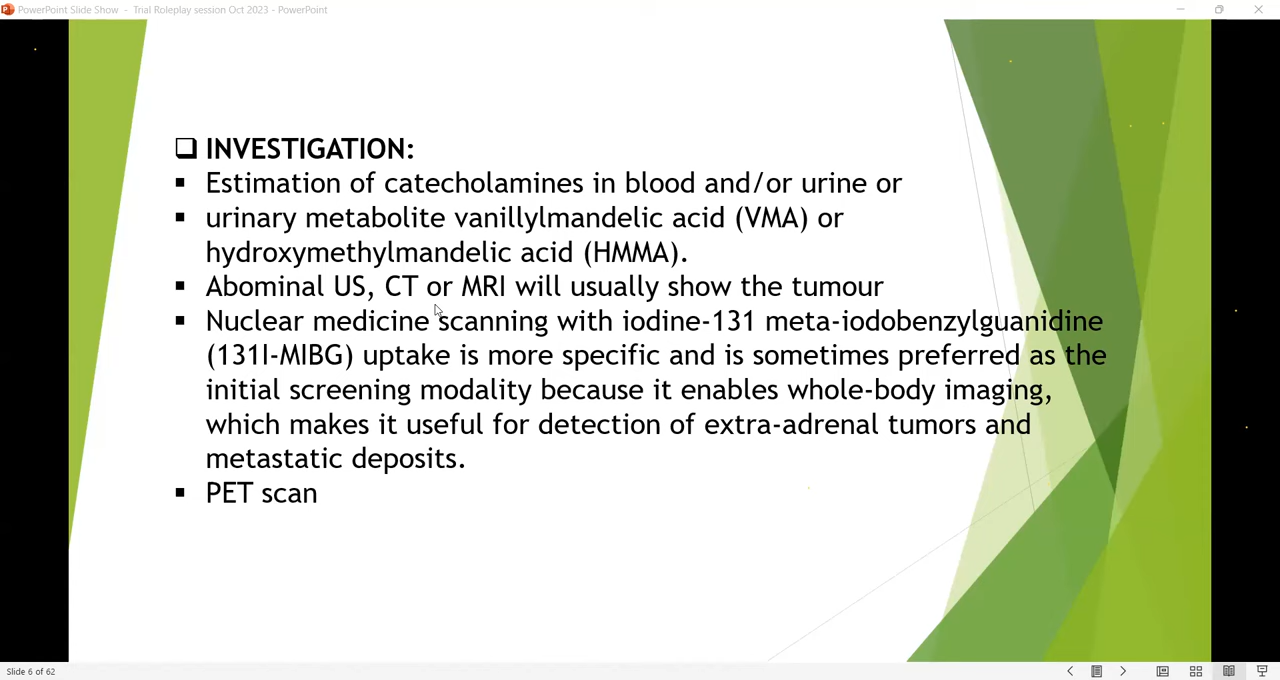 PowerPoint Slide Show - Trial Roleplay session Oct 2023 - PowerPoint
INVESTIGATION:
Estimation of catecholamines in blood and/or urine or
urinary metabolite vanillylmandelic acid (VMA) or
hydroxymethylmandelic acid (HMMA).
Abominal US, CT or MRI will usually show the tumour
Nuclear medicine scanning with iodine-131 meta-iodobenzylguanidine
(131I-MIBG) uptake is more specific and is sometimes preferred as the
initial screening modality because it enables whole-body imaging,
which makes it useful for detection of extra-adrenal tumors and
metastatic deposits.
PET scan
Slide 6 of 62